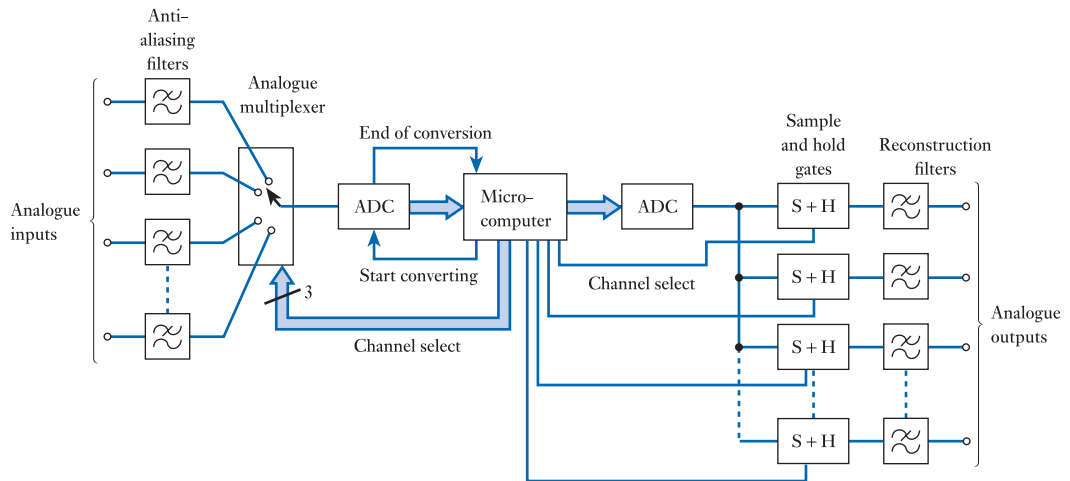 Anti–
aliasing
filters
Analogue
multiplexer
Analogue
inputs
End of conversion
ADC
Start converting
3
Channel select
Micro–
computer
ADC
Channel select
Sample
and hold
gates
Reconstruction
filters
S + H
S + H
S + H
S + H
Analogue
outputs